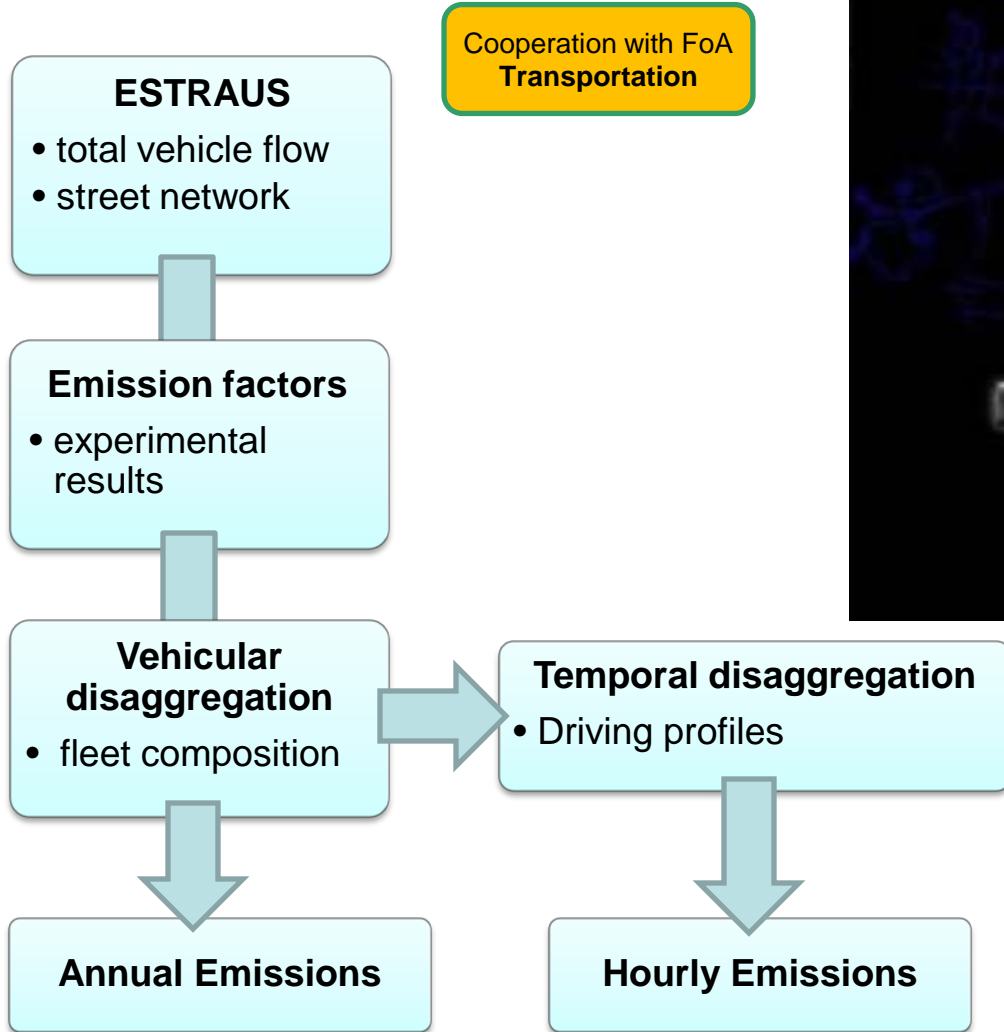 Cooperation with FoA
Transportation
ESTRAUS
• total vehicle flow
• street network
Emission factors
• experimental
results
Vehicular
disaggregation
• fleet composition
Temporal disaggregation
• Driving profiles
Annual Emissions
Hourly Emissions